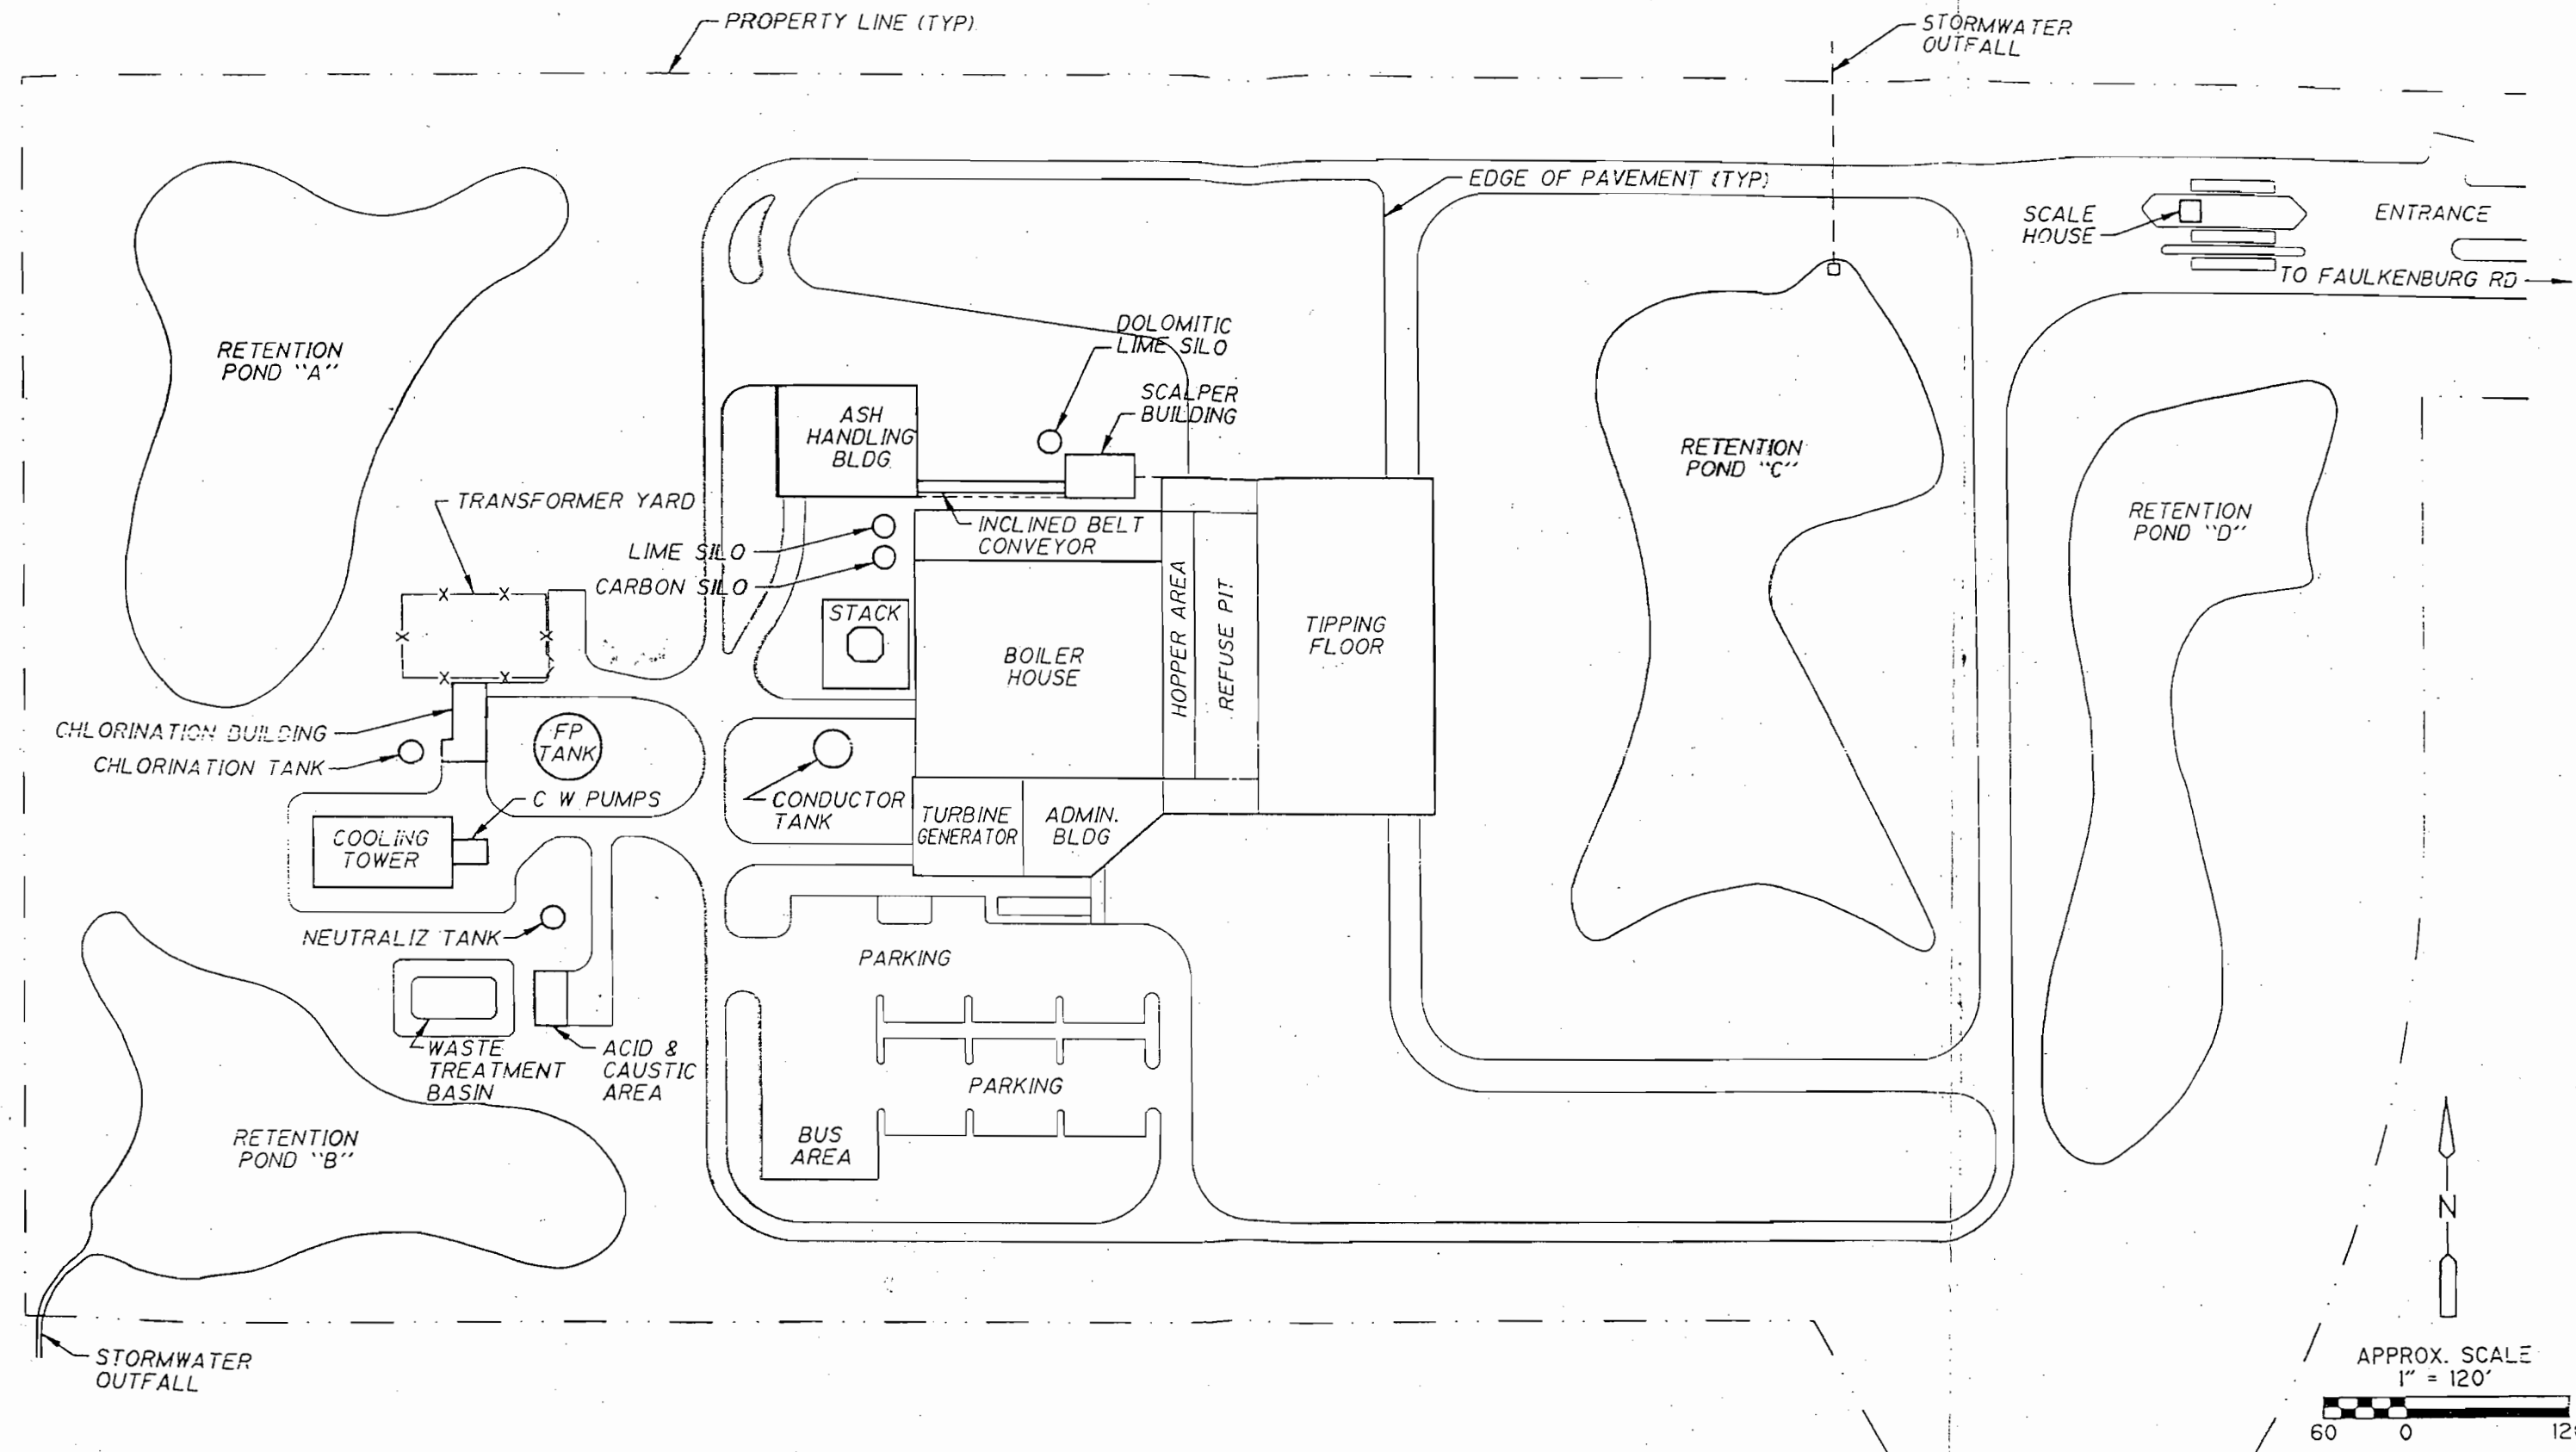 PROPERTY LINE (TYP)
STORMWATER
OUTFALL
EDGE OF PAVEMENT (TYP)
SCALE
HOUSE
ENTRANCE
TO FAULKENBURG RD
RETENTION
POND "A"
DOLOMITIC
LIME SILO
SCALPER
BUILDING
ASH
HANDLING
BLDG.
RETENTION
POND "C"
TRANSFORMER YARD
RETENTION
POND "D"
INCLINED BELT
CONVEYOR
LIME SILO
CARBON SILO
STACK
BOILER
HOUSE
HOPPER AREA
REFUSE PIT
TIPPING
FLOOR
CHLORINATION BUILDING
CHLORINATION TANK
FP
TANK
C W PUMPS
CONDUCTOR
TANK
TURBINE
GENERATOR
ADMIN.
BLDG
COOLING
TOWER
NEUTRALIZ TANK
PARKING
WASTE
TREATMENT
BASIN
ACID &
CAUSTIC
AREA
PARKING
BUS
AREA
RETENTION
POND "B"
N
STORMWATER
OUTFALL
APPROX. SCALE
1" = 120'
60 0